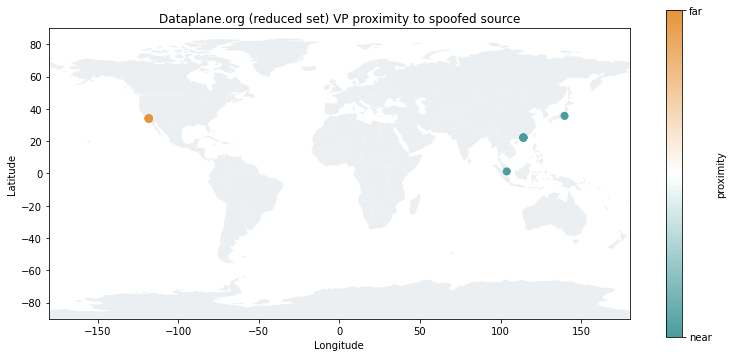 Dataplane.org (reduced set) VP proximity to spoofed source
far
80
60
40
20
0
−20
−40
−60
−80
Latitude
−150
−100
−50
0
50
100
150
Longitude
proximity
near